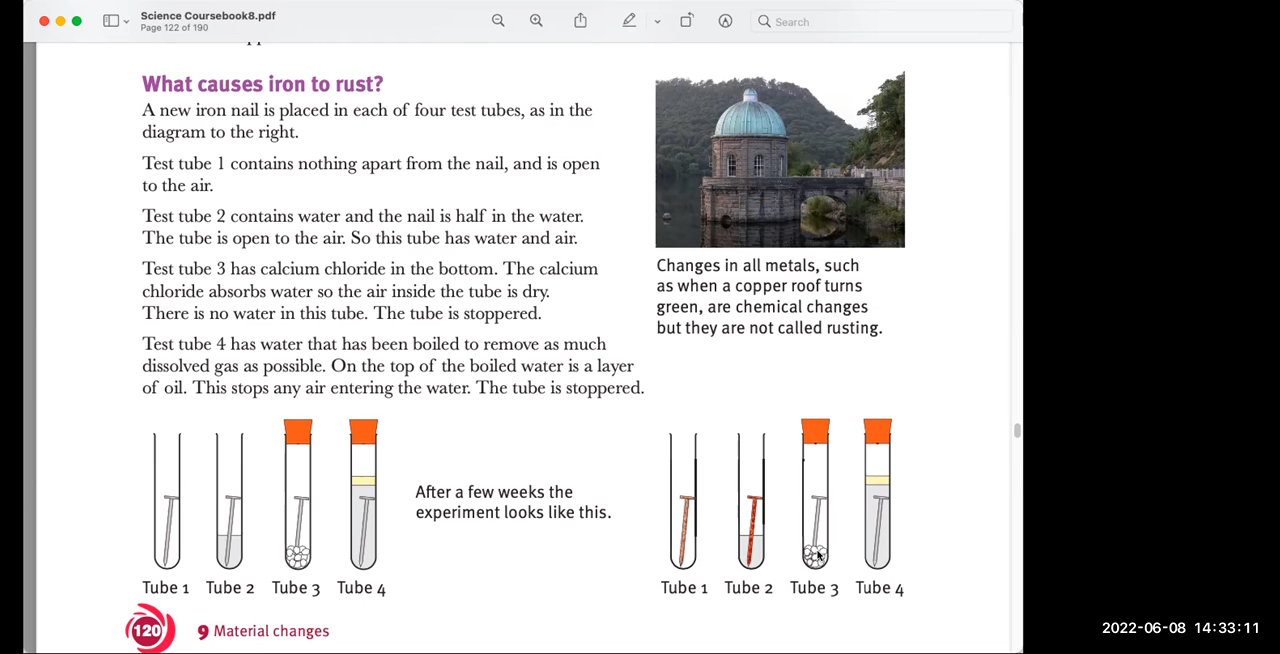 Science Coursebook8.pdf
Page 122 of 190
Search
What causes iron to rust?
A new iron nail is placed in each of four test tubes, as in the
diagram to the right.
Test tube 1 contains nothing apart from the nail, and is open
to the air.
Test tube 2 contains water and the nail is half in the water.
The tube is open to the air. So this tube has water and air.
Test tube 3 has calcium chloride in the bottom. The calcium
chloride absorbs water so the air inside the tube is dry.
There is no water in this tube. The tube is stoppered.
Test tube 4 has water that has been boiled to remove as much
dissolved gas as possible. On the top of the boiled water is a layer
of oil. This stops any air entering the water. The tube is stoppered.
Changes in all metals, such
as when a copper roof turns
green, are chemical changes
but they are not called rusting.
Tube 1 Tube 2 Tube 3 Tube 4
After a few weeks the
experiment looks like this.
Tube 1 Tube 2 Tube 3 Tube 4
120 9 Material changes
2022-06-08 14:33:11